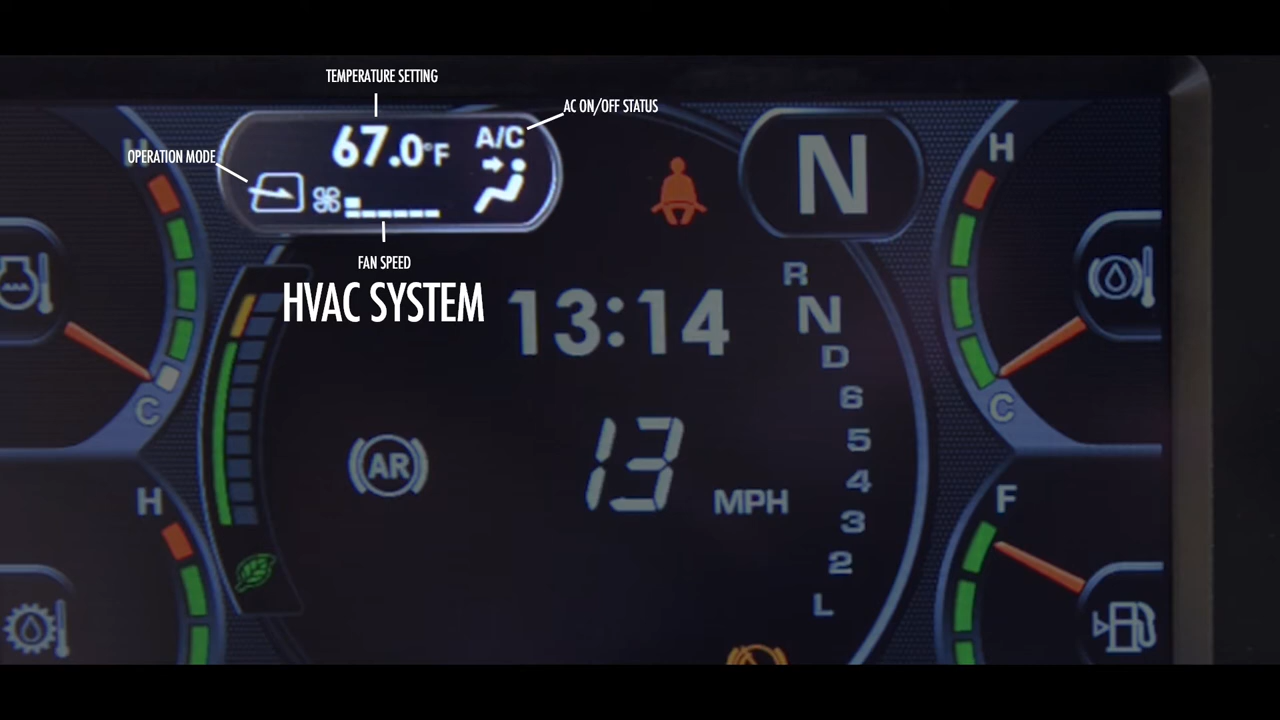 TEMPERATURE SETTING
AC ON/OFF STATUS
67.0°F
A/C
OPERATION MODE
FAN SPEED
HVAC SYSTEM
N
H
H
13:14
R
N
D
6
5
4
3
2
L
C
C
AR
13
MPH
H
F